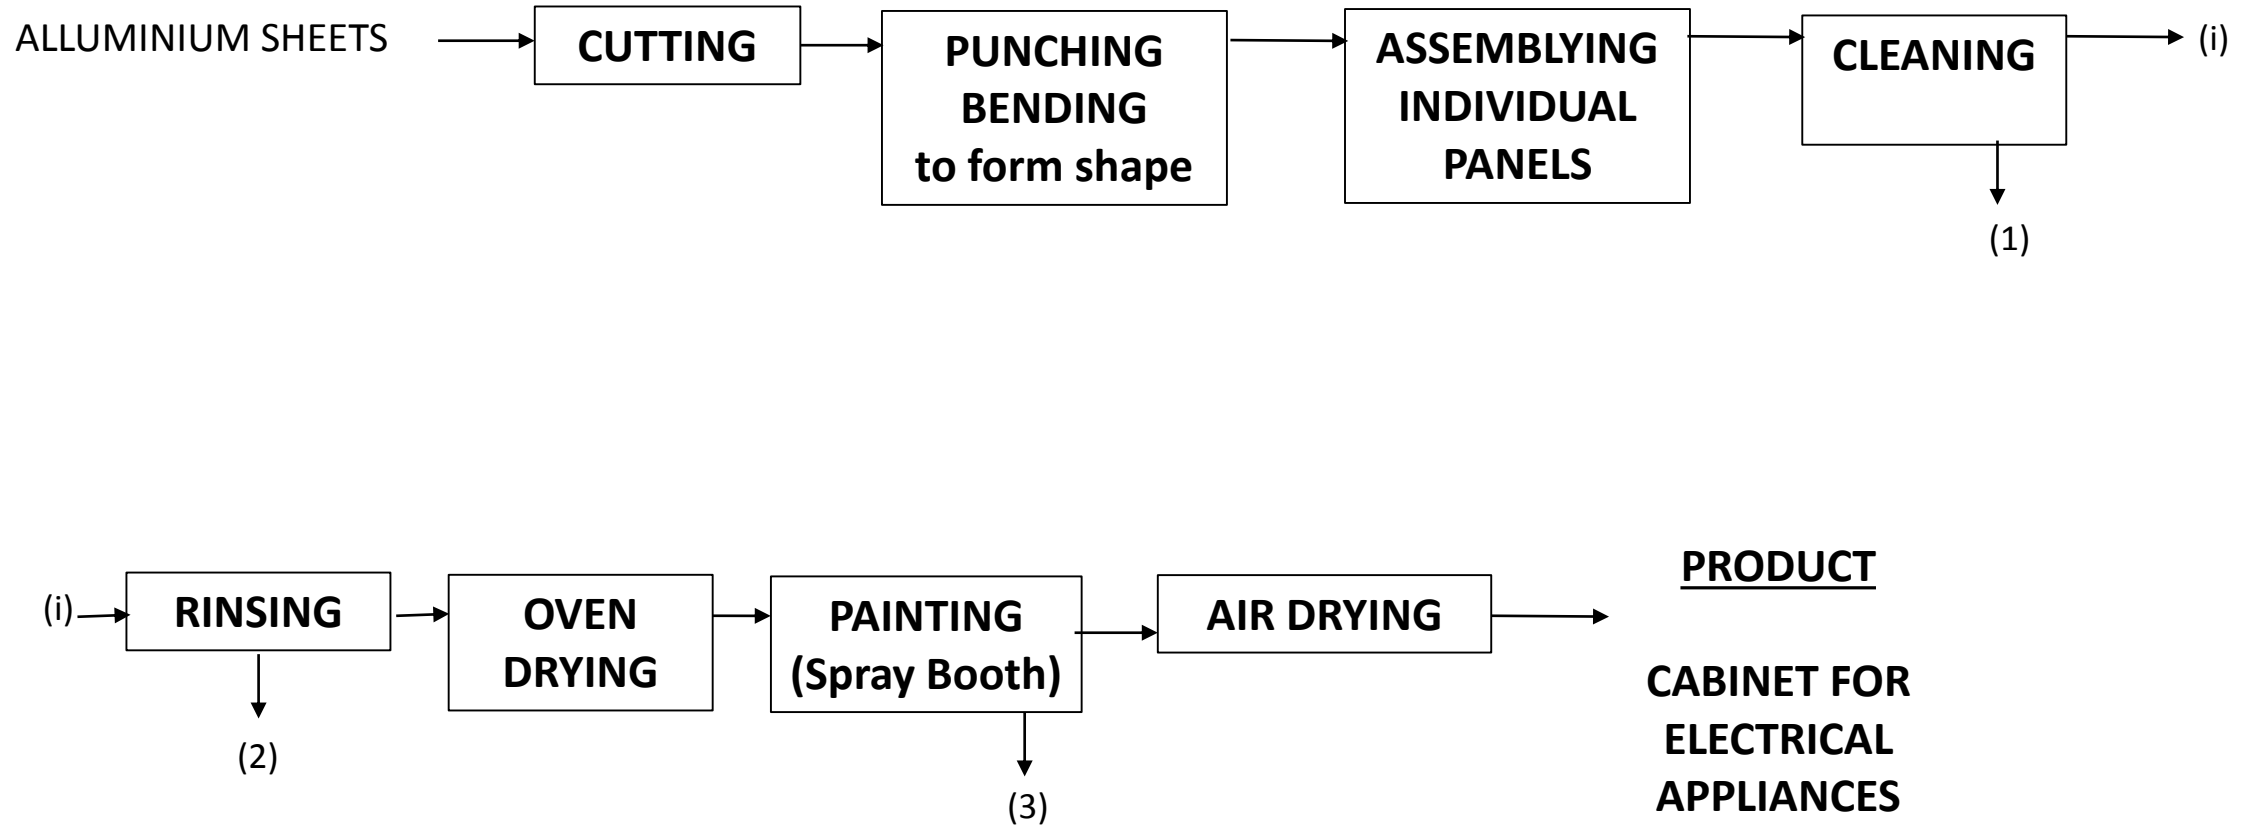 ALLUMINIUM SHEETS
CUTTING
PUNCHING
BENDING
to form shape
ASSEMBLYING
INDIVIDUAL
PANELS
CLEANING
(i)
(1)
(i)
RINSING
(2)
OVEN
DRYING
PAINTING
(Spray Booth)
(3)
AIR DRYING
PRODUCT
CABINET FOR
ELECTRICAL
APPLIANCES